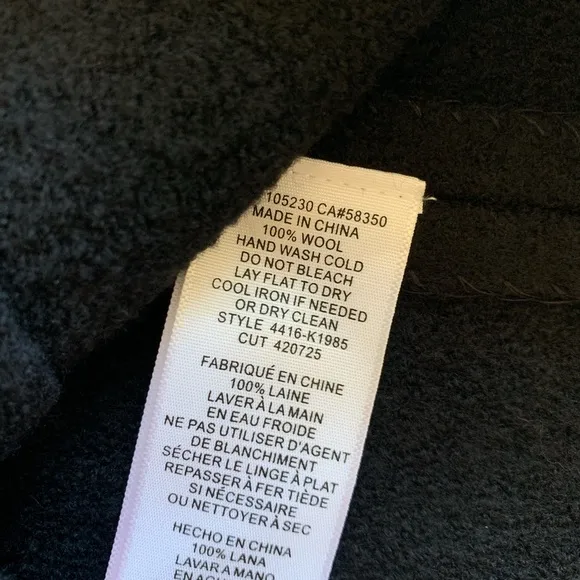 105230 CA#58350
MADE IN CHINA
100% WOOL
HAND WASH COLD
DO NOT BLEACH
LAY FLAT TO DRY
COOL IRON IF NEEDED
OR DRY CLEAN
STYLE 4416-K1985
CUT 420725
FABRIQUÉ EN CHINE
100% LAINE
LAVER À LA MAIN
EN EAU FROIDE
NE PAS UTILISER D'AGENT
DE BLANCHIMENT
SÉCHER LE LINGE À PLAT
REPASSER À FER TIÈDE
SI NÉCESSAIRE
OU NETTOYER À SEC
HECHO EN CHINA
100% LANA
LAVAR A MANO